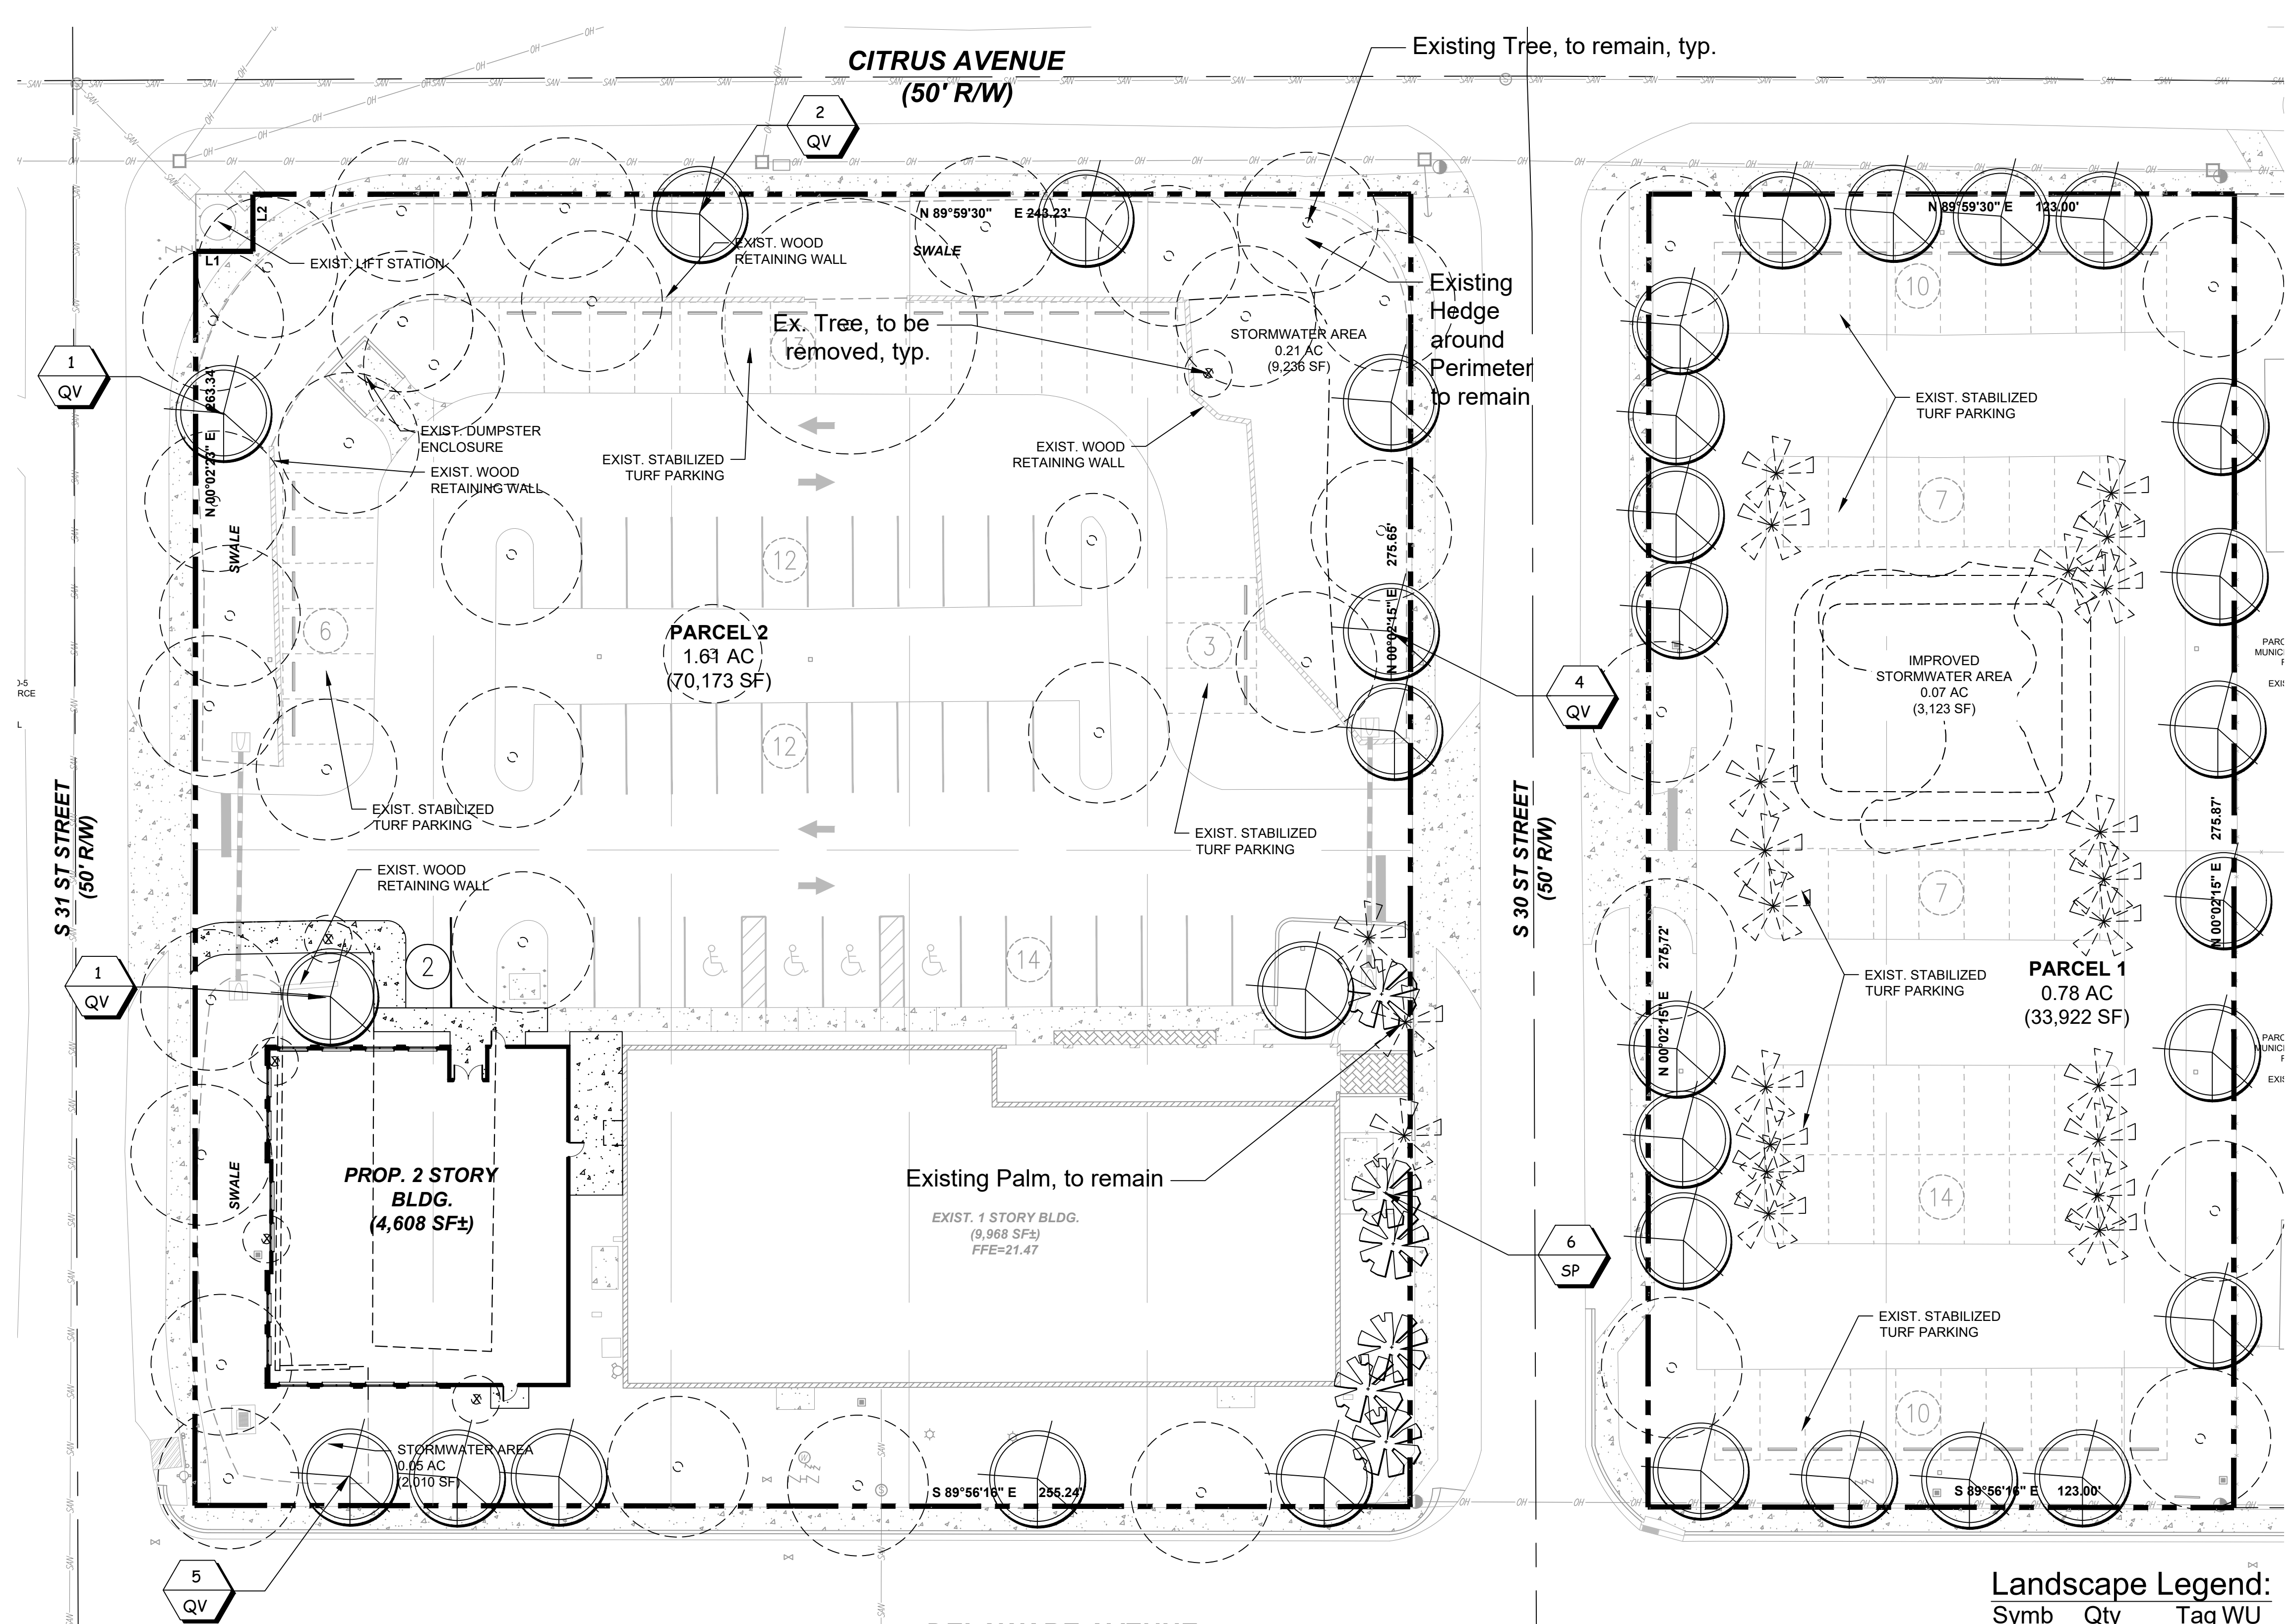 CITRUS AVENUE
(50' R/W)
Existing Tree, to remain, typ.
2
QV
L2
L1
N 89°59'30" E 243.23'
SWALE
EXIST. LIFT STATION
EXIST. WOOD
RETAINING WALL
Ex. Tree, to be
removed, typ.
13
STORMWATER AREA
0.21 AC
(9,236 SF)
Existing
Hedge
around
Perimeter
to remain
1
QV
N 00°02'23" E 263.34'
EXIST. DUMPSTER
ENCLOSURE
EXIST. WOOD
RETAINING WALL
EXIST. STABILIZED
TURF PARKING
EXIST. WOOD
RETAINING WALL
SWALE
12
6
PARCEL 2
1.61 AC
(70,173 SF)
3
N 00°02'15" E 275.65'
4
QV
12
EXIST. STABILIZED
TURF PARKING
EXIST. STABILIZED
TURF PARKING
S 31 ST STREET
(50' R/W)
S 30 ST STREET
(50' R/W)
EXIST. WOOD
RETAINING WALL
1
QV
2
14
PROP. 2 STORY
BLDG.
(4,608 SF±)
SWALE
Existing Palm, to remain
EXIST. 1 STORY BLDG.
(9,968 SF±)
FFE=21.47
6
SP
STORMWATER AREA
0.05 AC
(2,010 SF)
S 89°56'16" E 255.24'
5
QV
N 89°59'30" E 123.00'
10
EXIST. STABILIZED
TURF PARKING
7
IMPROVED
STORMWATER AREA
0.07 AC
(3,123 SF)
7
N 00°02'15" E 275.72'
N 00°02'15" E 275.87'
EXIST. STABILIZED
TURF PARKING
PARCEL 1
0.78 AC
(33,922 SF)
14
EXIST. STABILIZED
TURF PARKING
10
S 89°56'16" E 123.00'
Landscape Legend:
Symb Qty Tag WU